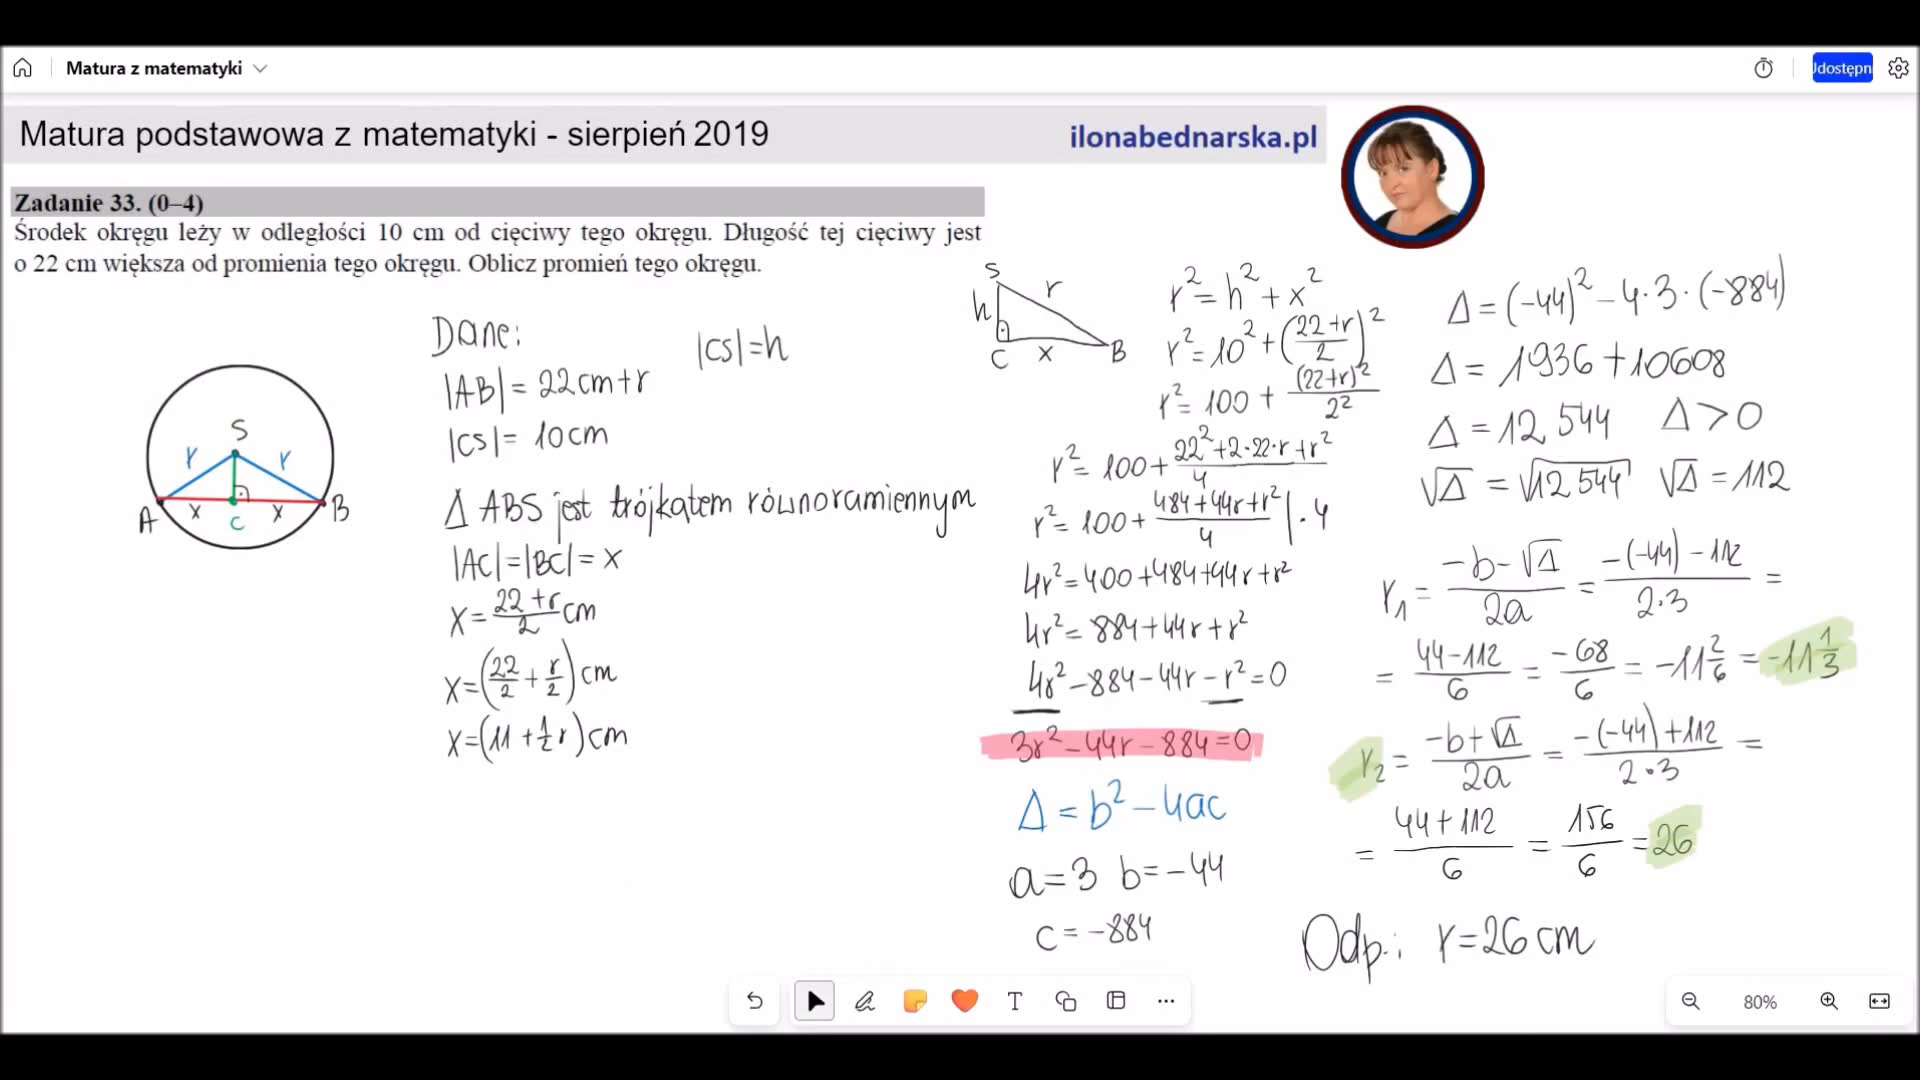 Matura z matematyki
Udostępn
Matura podstawowa z matematyki - sierpień 2019
ilonabednarska.pl
Zadanie 33. (0–4)
Środek okręgu leży w odległości 10 cm od cięciwy tego okręgu. Długość tej cięciwy jest
o 22 cm większa od promienia tego okręgu. Oblicz promień tego okręgu.
S
r r
A x C x B
Dane:
|CS|=h
|AB| = 22cm+r
|CS| = 10cm
Δ ABS jest trójkątem równoramiennym
|AC|=|BC|= x
x= (22+r)/2 cm
x=(22/2 + r/2) cm
x=(11 + 1/2 r) cm
S
h r
C x B
r² = h² + x²
r² = 10² + ((22+r)/2)²
r² = 100 + (22+r)²/2²
r² = 100 + (22²+2·22·r+r²)/4
r² = 100 + (484+44r+r²)/4 |·4
4r²=400+484+44r+r²
4r²= 884+44r+r²
4r²-884-44r-r²=0
3r²-44r-884=0
Δ = b² - 4ac
a=3 b=-44
c = -884
Δ = (-44)² - 4·3·(-884)
Δ = 1936+10608
Δ = 12 544 Δ>0
√Δ = √12 544 √Δ = 112
r₁ = (-b-√Δ)/2a = (-(-44)-112)/2·3 =
= (44-112)/6 = -68/6 = -11 2/6 = -11 1/3
r₂ = (-b+√Δ)/2a = (-(-44)+112)/2·3 =
= (44+112)/6 = 156/6 = 26
Odp.: r=26 cm
T
80%